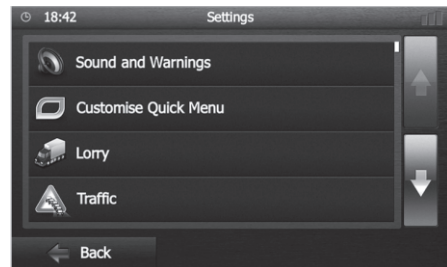 18:42 Settings
Sound and Warnings
Customise Quick Menu
Lorry
Traffic
Back